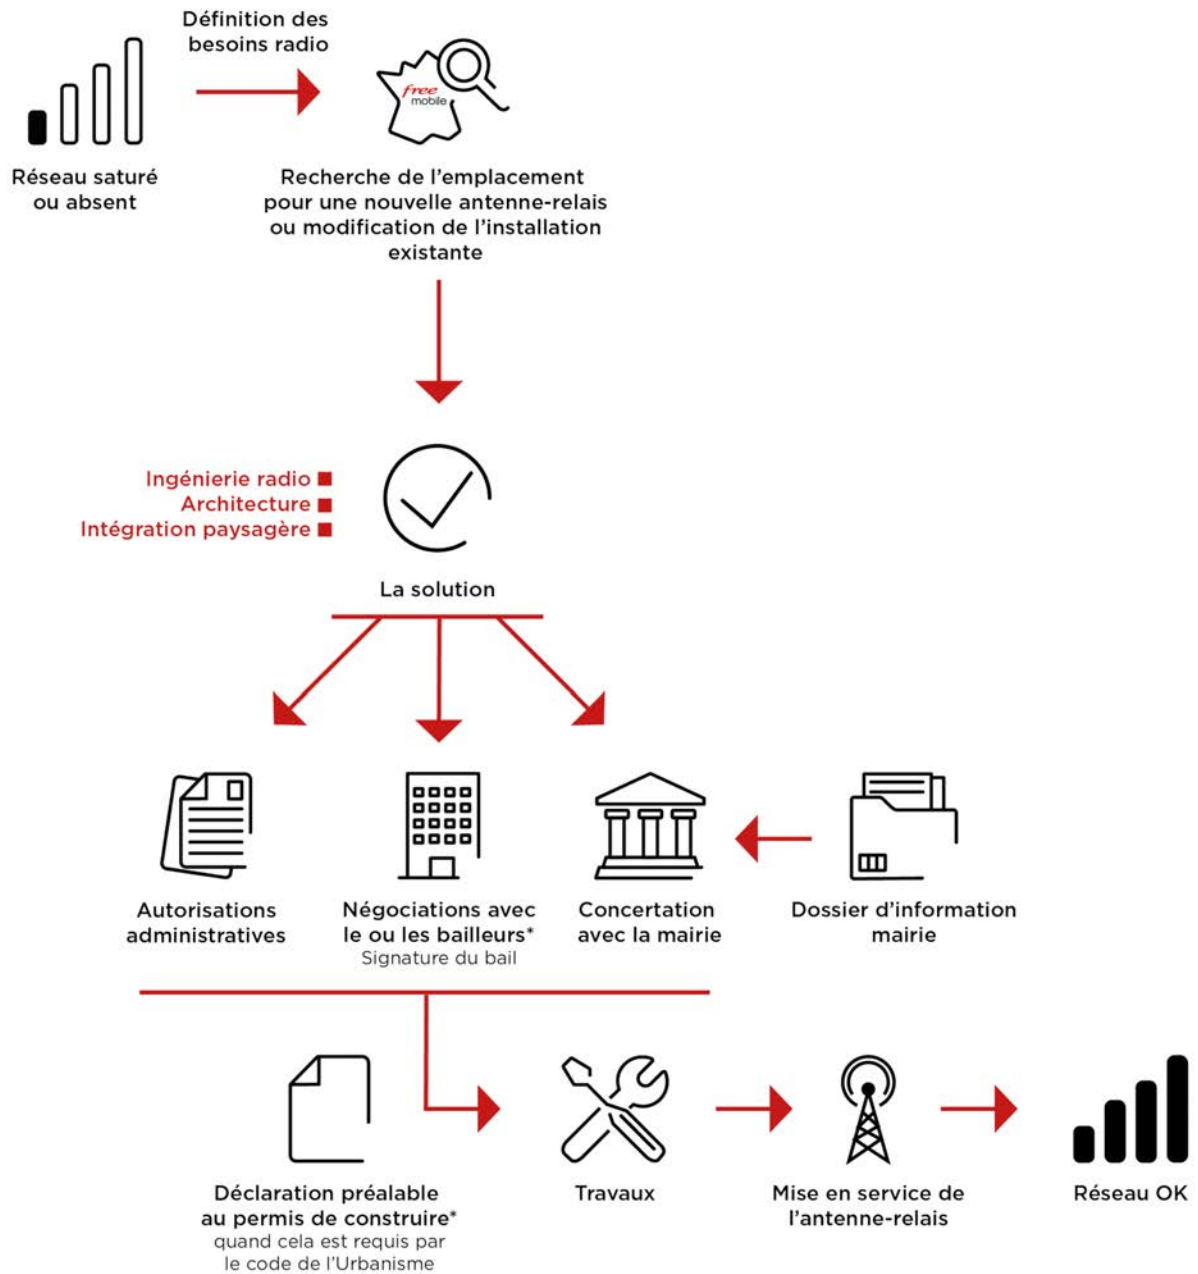 Définition des
besoins radio
free
mobile
Réseau saturé
ou absent
Recherche de l'emplacement
pour une nouvelle antenne-relais
ou modification de l'installation
existante
Ingénierie radio
Architecture
Intégration paysagère
La solution
Autorisations
administratives
Négociations avec
le ou les bailleurs*
Signature du bail
Concertation
avec la mairie
Dossier d'information
mairie
Déclaration préalable
au permis de construire*
quand cela est requis par
le code de l'Urbanisme
Travaux
Mise en service de
l'antenne-relais
Réseau OK